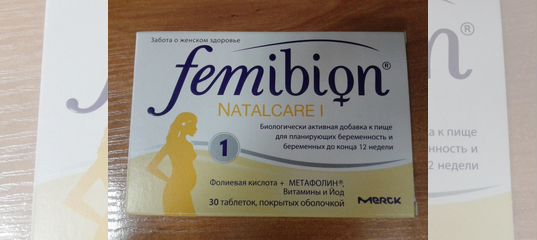 Забота о женском здоровье
femibion®
NATALCARE I
Биологически активная добавка к пище
для планирующих беременность и
беременных до конца 12 недели
1
Фолиевая кислота + МЕТАФОЛИН®,
Витамины и Йод
30 таблеток, покрытых оболочкой
MERCK